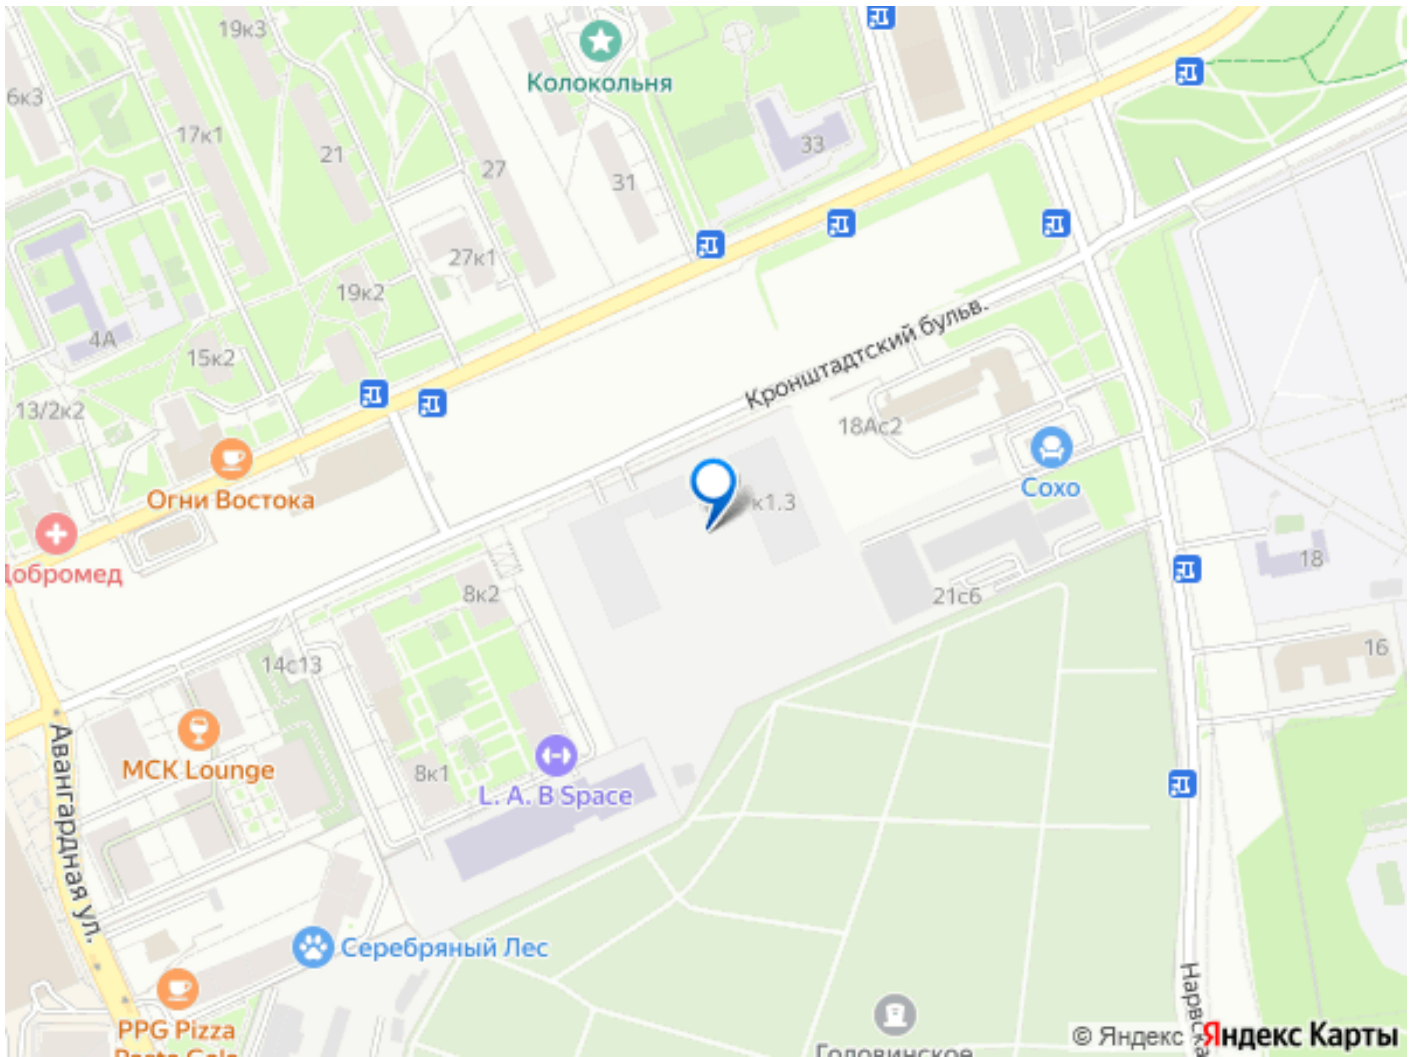 19к3
Колокольня
6к3
17к1
21
27
31
33
27к1
19к2
4А
15к2
13/2к2
Кронштадтский бульв.
18Ас2
Огни Востока
Сохо
к1.3
Добромед
18
8к2
21с6
14с13
16
Авангардная ул.
MCK Lounge
8к1
L. A. B Space
Серебряный Лес
PPG Pizza
Головинское
© Яндекс
Яндекс Карты